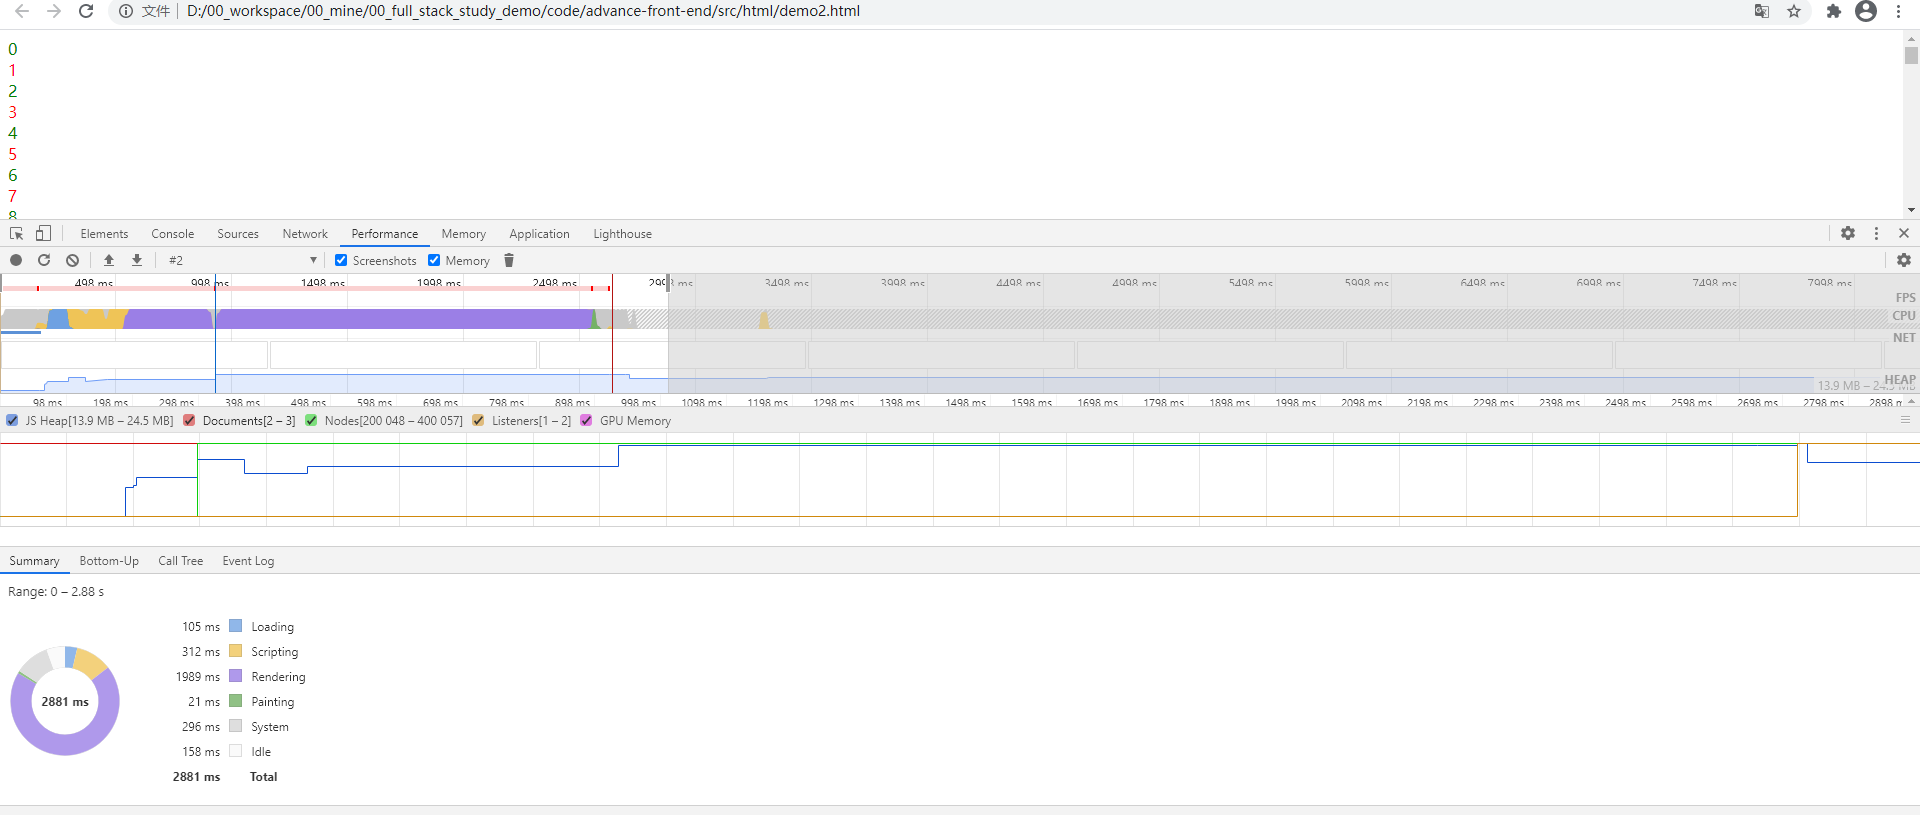 文件 D:/00_workspace/00_mine/00_full_stack_study_demo/code/advance-front-end/src/html/demo2.html
0
1
2
3
4
5
6
7
8
Elements Console Sources Network Performance Memory Application Lighthouse
#2 Screenshots Memory
498 ms 998 ms 1498 ms 1998 ms 2498 ms 2998 ms 3498 ms 3998 ms 4498 ms 4998 ms 5498 ms 5998 ms 6498 ms 6998 ms 7498 ms 7998 ms
FPS
CPU
NET
HEAP
13.9 MB – 24.5 MB
98 ms 198 ms 298 ms 398 ms 498 ms 598 ms 698 ms 798 ms 898 ms 998 ms 1098 ms 1198 ms 1298 ms 1398 ms 1498 ms 1598 ms 1698 ms 1798 ms 1898 ms 1998 ms 2098 ms 2198 ms 2298 ms 2398 ms 2498 ms 2598 ms 2698 ms 2798 ms 2898 m
JS Heap[13.9 MB – 24.5 MB] Documents[2 – 3] Nodes[200 048 – 400 057] Listeners[1 – 2] GPU Memory
Summary Bottom-Up Call Tree Event Log
Range: 0 – 2.88 s
105 ms Loading
312 ms Scripting
1989 ms Rendering
21 ms Painting
296 ms System
158 ms Idle
2881 ms Total
2881 ms